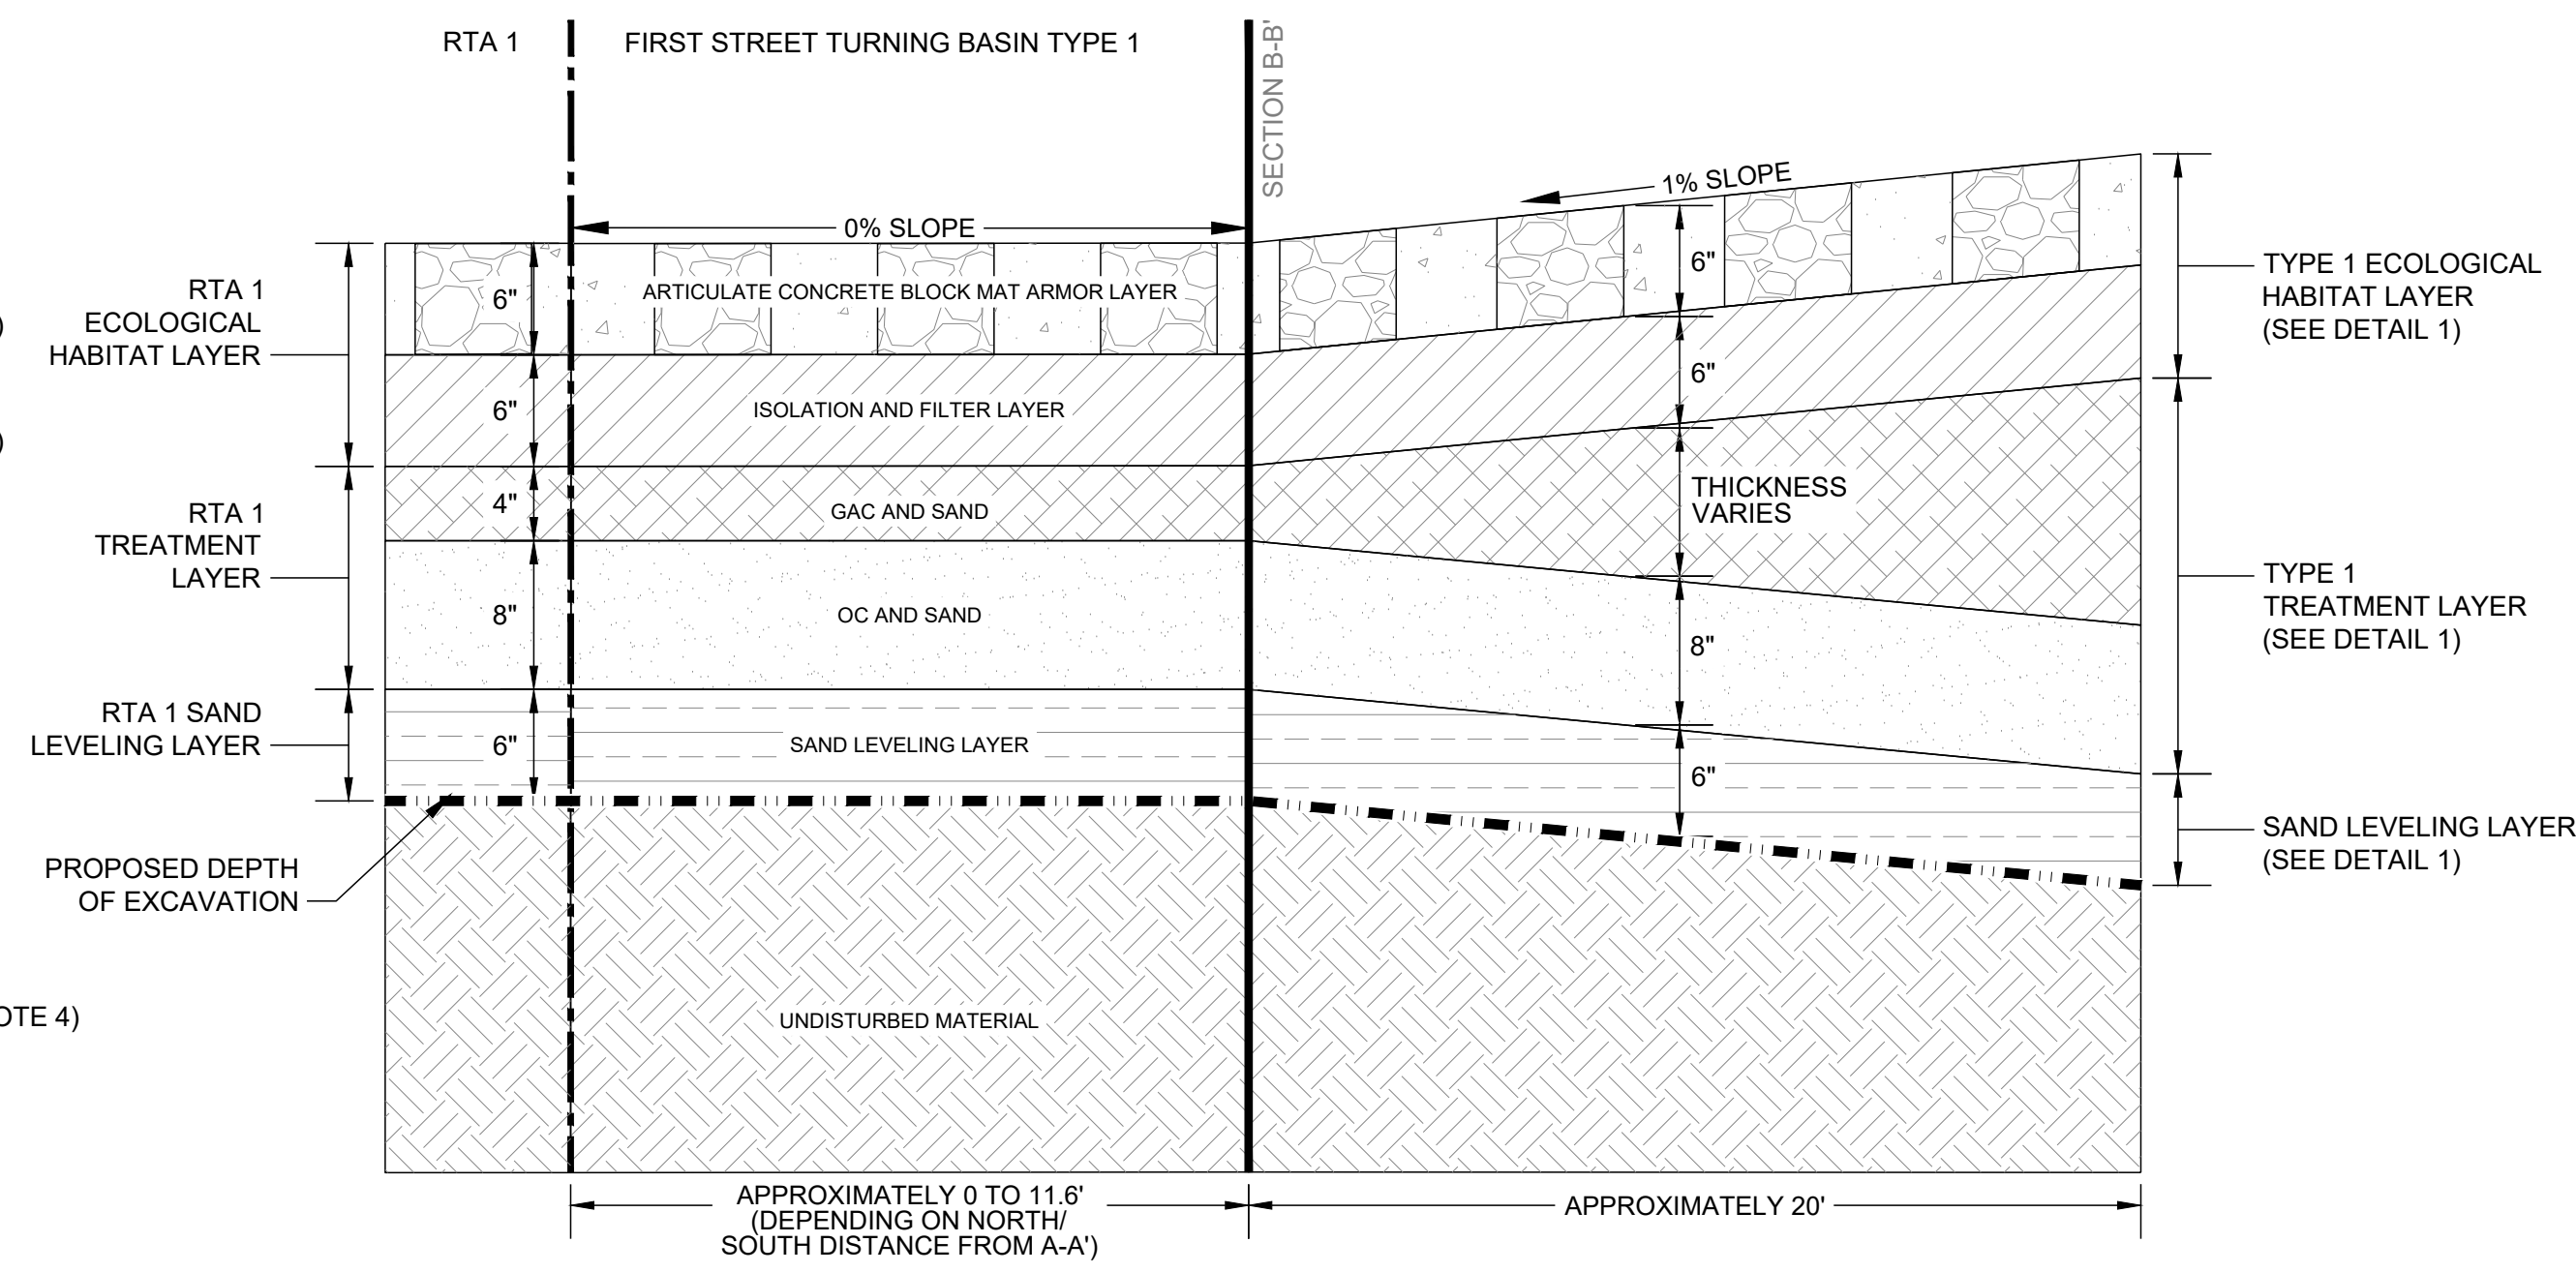 RTA 1
FIRST STREET TURNING BASIN TYPE 1
SECTION B-B'
1% SLOPE
0% SLOPE
RTA 1
ECOLOGICAL
HABITAT LAYER
6"
ARTICULATE CONCRETE BLOCK MAT ARMOR LAYER
6"
TYPE 1 ECOLOGICAL
HABITAT LAYER
(SEE DETAIL 1)
)
6"
ISOLATION AND FILTER LAYER
6"
)
RTA 1
TREATMENT
LAYER
4"
GAC AND SAND
THICKNESS
VARIES
8"
OC AND SAND
8"
TYPE 1
TREATMENT LAYER
(SEE DETAIL 1)
RTA 1 SAND
LEVELING LAYER
6"
SAND LEVELING LAYER
6"
SAND LEVELING LAYER
(SEE DETAIL 1)
PROPOSED DEPTH
OF EXCAVATION
OTE 4)
UNDISTURBED MATERIAL
APPROXIMATELY 0 TO 11.6'
(DEPENDING ON NORTH/
SOUTH DISTANCE FROM A-A')
APPROXIMATELY 20'